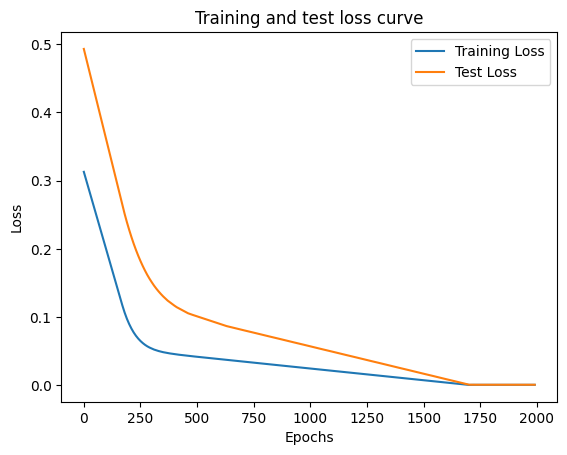 Training and test loss curve
Training Loss
Test Loss
0.5
0.4
0.3
0.2
0.1
0.0
Loss
0 250 500 750 1000 1250 1500 1750 2000
Epochs